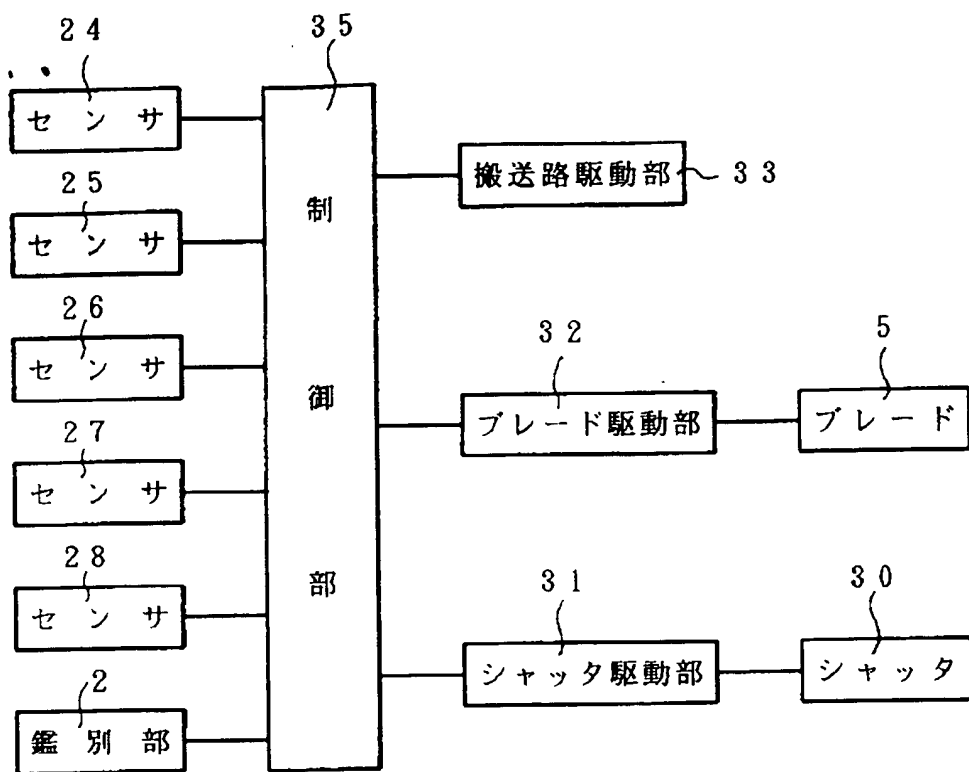 24
センサ
25
センサ
26
センサ
27
センサ
28
センサ
2
鑑別部
35
制御部
搬送路駆動部
33
32
ブレード駆動部
5
ブレード
31
シャッタ駆動部
30
シャッタ